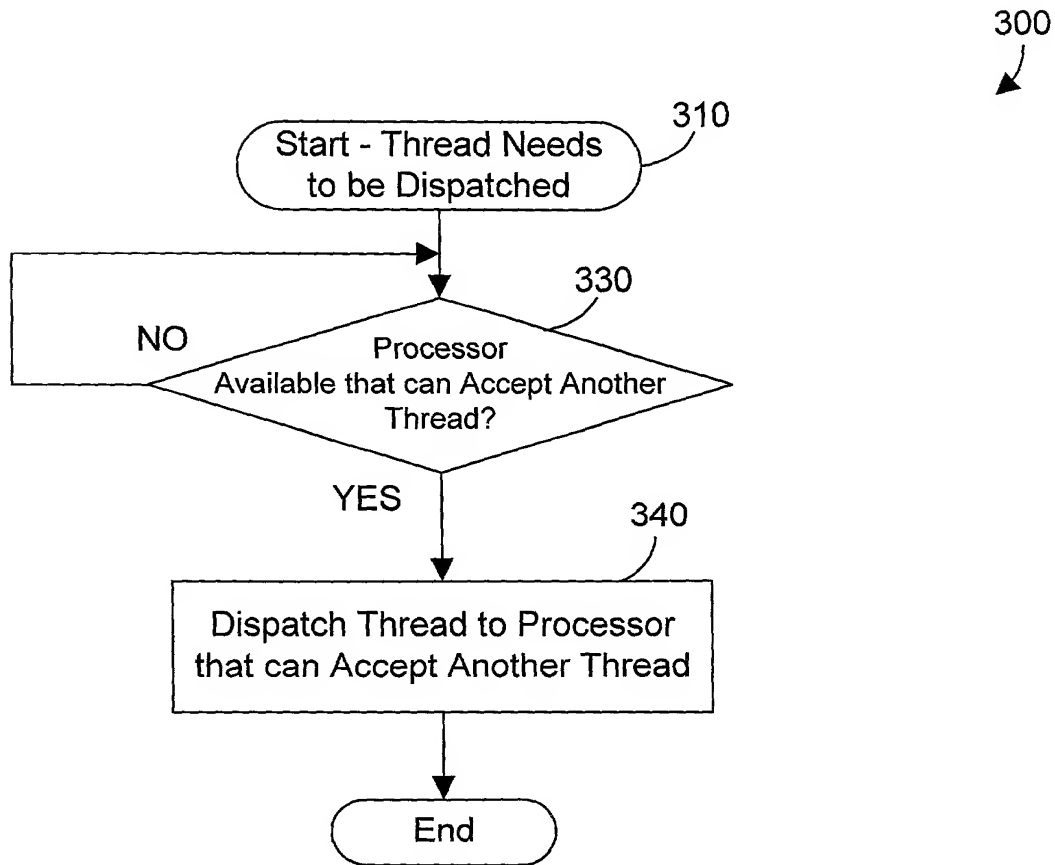 300
310
Start - Thread Needs
to be Dispatched
330
NO
Processor
Available that can Accept Another
Thread?
YES
340
Dispatch Thread to Processor
that can Accept Another Thread
End